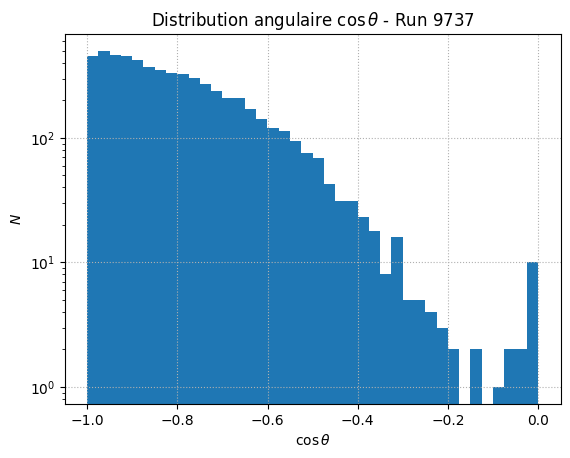 Distribution angulaire cos θ - Run 9737
N
10²
10¹
10⁰
−1.0 −0.8 −0.6 −0.4 −0.2 0.0
cos θ